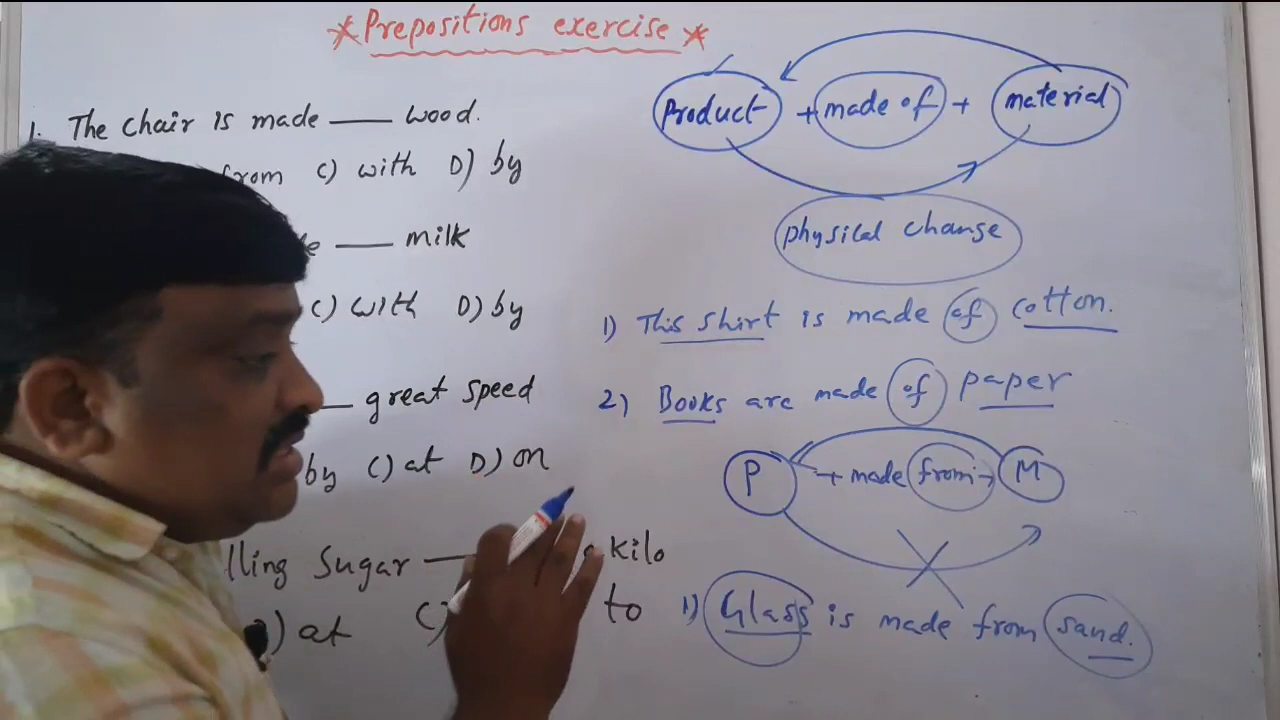 *Prepositions exercise*
1. The chair is made ___ wood.
from C) with D) by
___ milk
C) with D) by
___ great speed
by C) at D) on
lling Sugar ___ kilo
) at C) to
Product + made of + material
physical change
1) This shirt is made of cotton.
2) Books are made of paper
P + made from + M
1) Glass is made from sand.